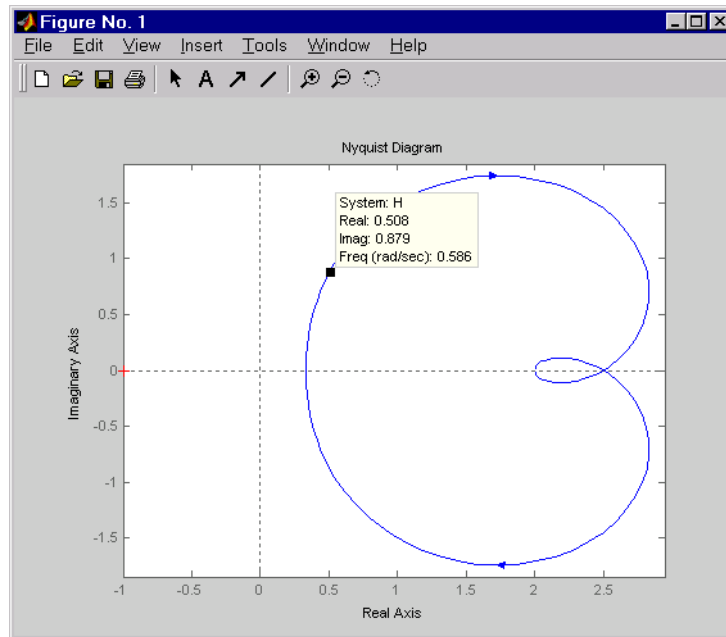 Figure No. 1
File Edit View Insert Tools Window Help
A
Nyquist Diagram
System: H
Real: 0.508
Imag: 0.879
Freq (rad/sec): 0.586
Imaginary Axis
1.5
1
0.5
0
-0.5
-1
-1.5
-1 -0.5 0 0.5 1 1.5 2 2.5
Real Axis